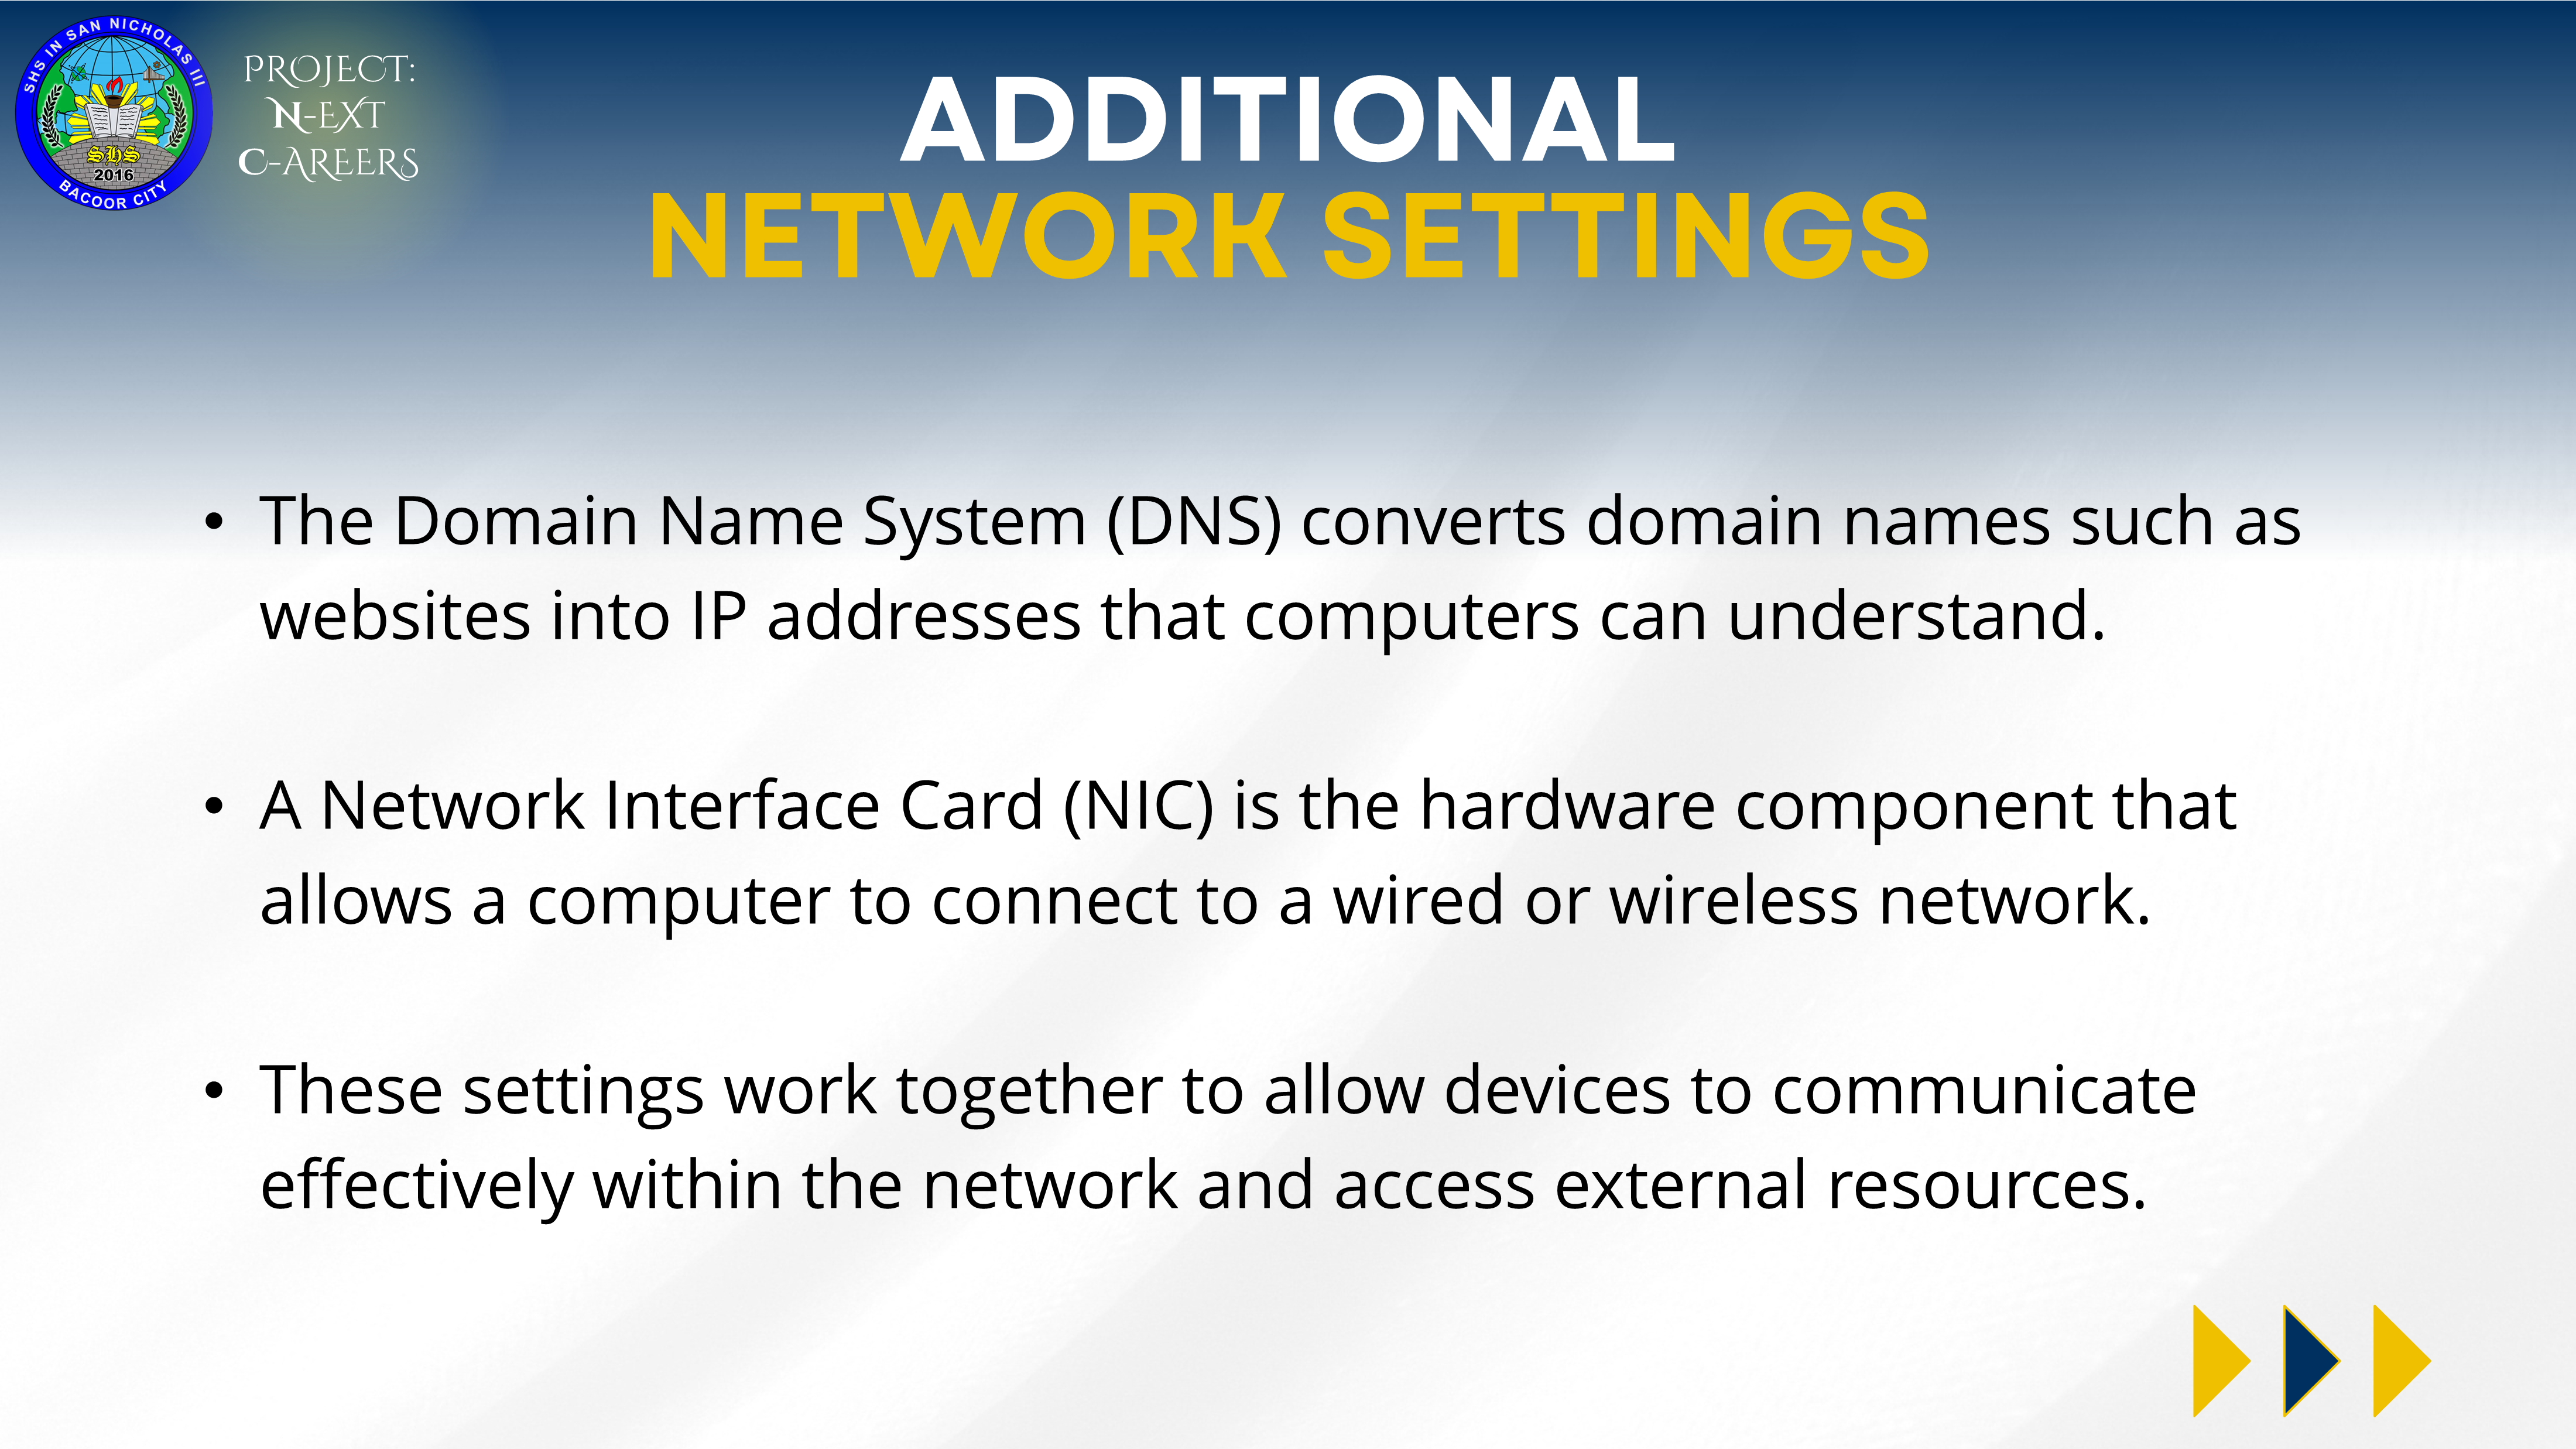 SHS IN SAN NICHOLAS III
SHS
2016
BACOOR CITY
PROJECT:
N-EXT
C-AREERS
ADDITIONAL
NETWORK SETTINGS
• The Domain Name System (DNS) converts domain names such as
websites into IP addresses that computers can understand.
• A Network Interface Card (NIC) is the hardware component that
allows a computer to connect to a wired or wireless network.
• These settings work together to allow devices to communicate
effectively within the network and access external resources.